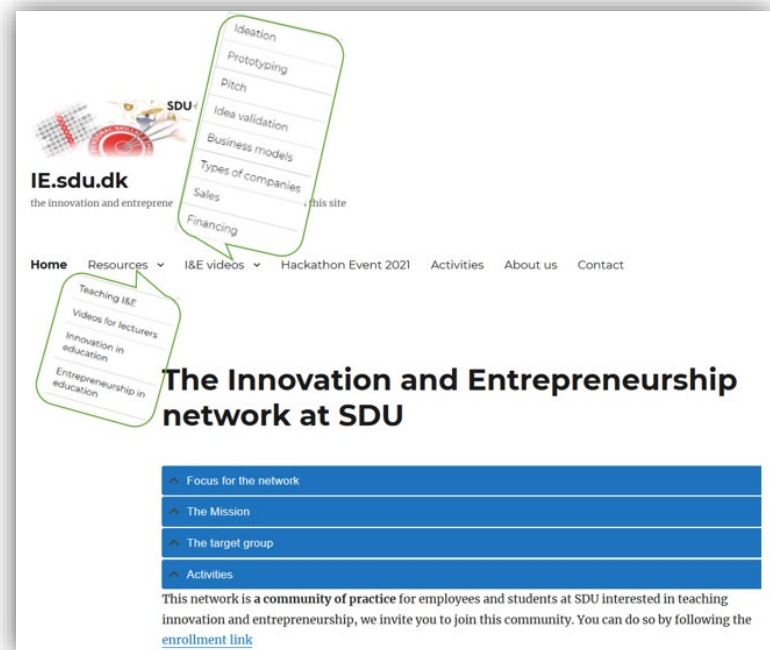 Ideation
Prototyping
Pitch
Idea validation
Business models
Types of companies
Sales
Financing
SDU
IE.sdu.dk
the innovation and entreprene
this site
Home Resources I&E videos Hackathon Event 2021 Activities About us Contact
Teaching I&E
Videos for lecturers
Innovation in
education
Entrepreneurship in
education
The Innovation and Entrepreneurship
network at SDU
Focus for the network
The Mission
The target group
Activities
This network is a community of practice for employees and students at SDU interested in teaching
innovation and entrepreneurship, we invite you to join this community. You can do so by following the
enrollment link